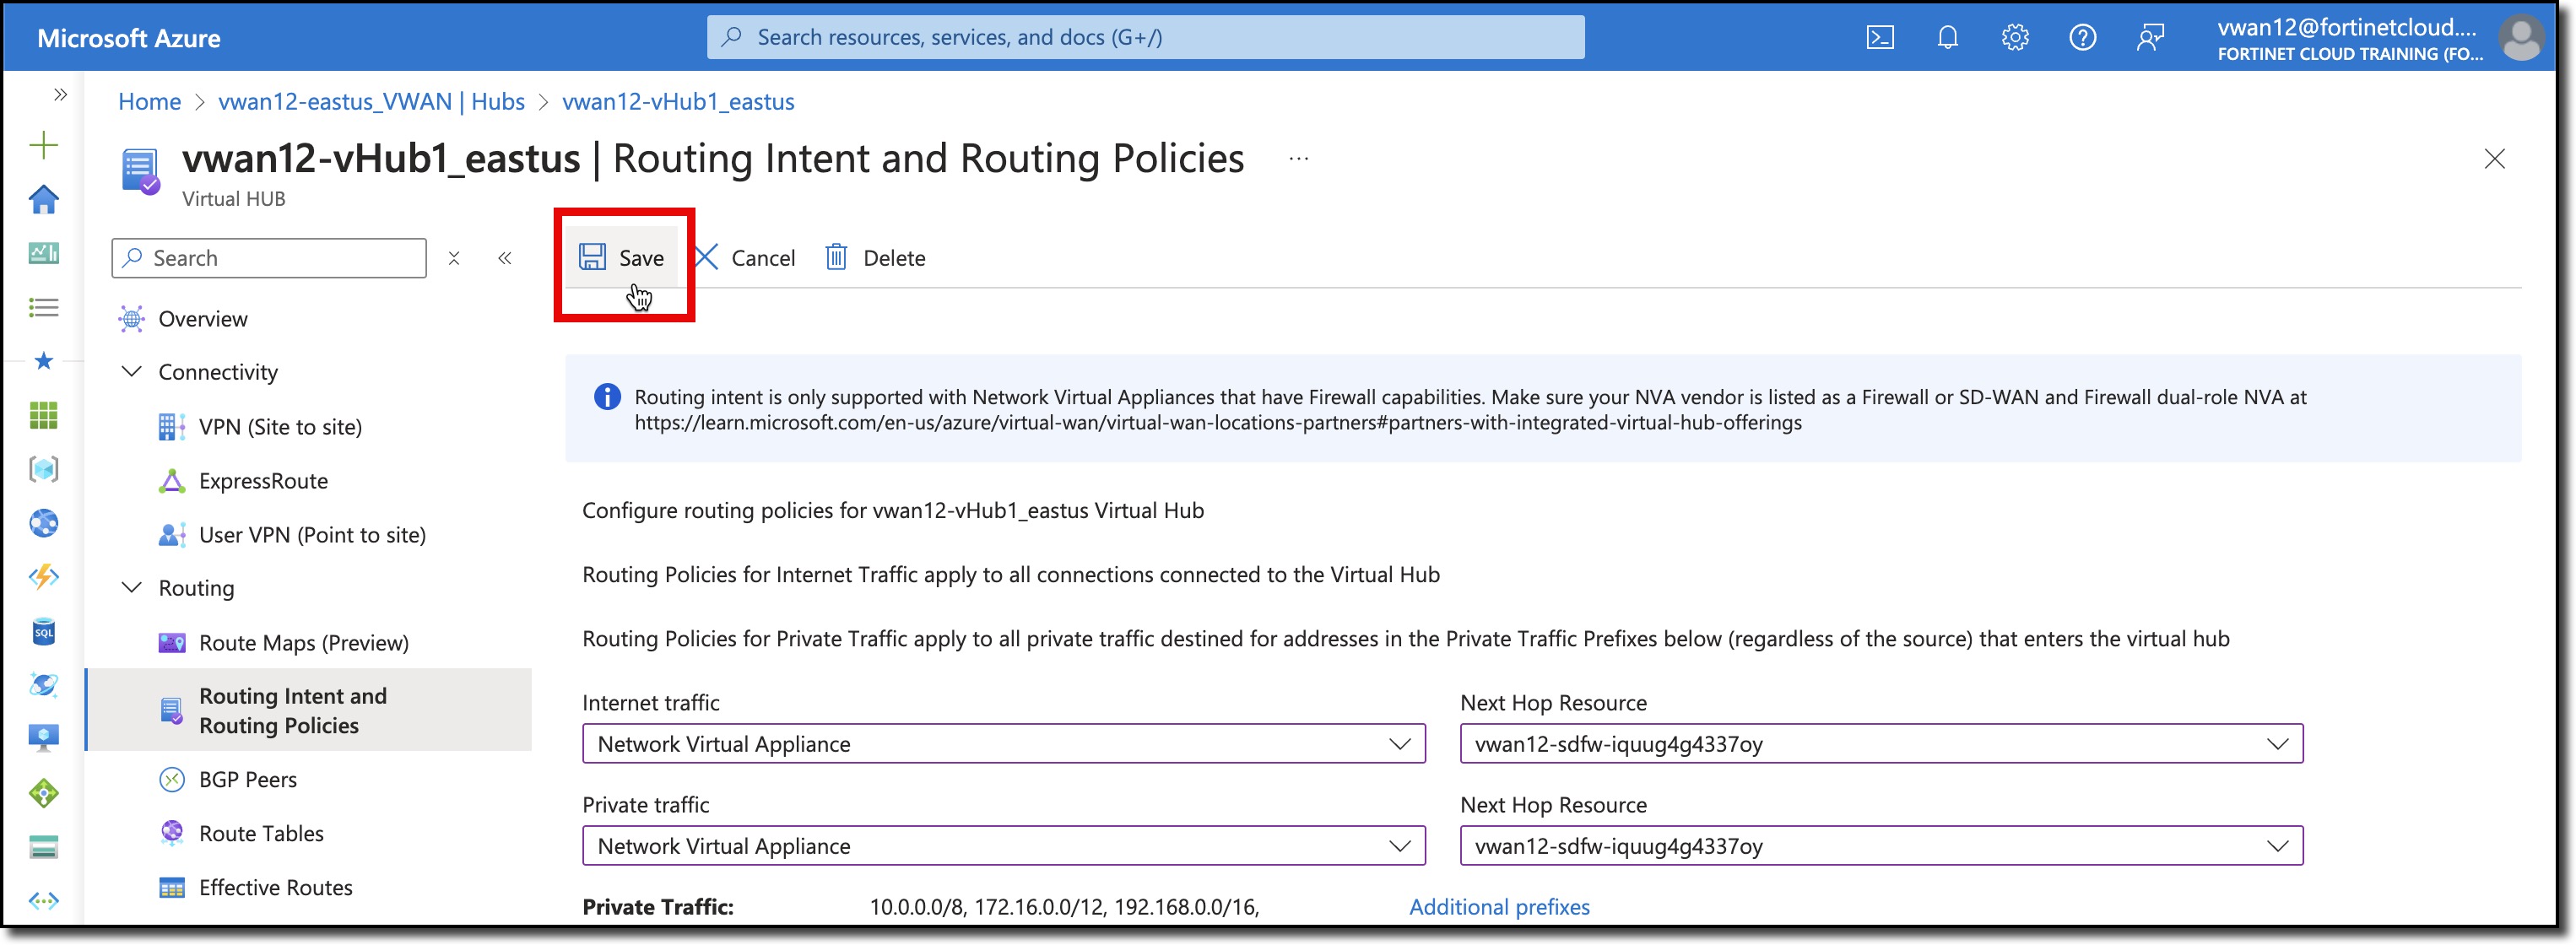 Microsoft Azure
Search resources, services, and docs (G+/)
vwan12@fortinetcloud....
FORTINET CLOUD TRAINING (FO...
Home > vwan12-eastus_VWAN | Hubs > vwan12-vHub1_eastus
vwan12-vHub1_eastus | Routing Intent and Routing Policies ...
Virtual HUB
Search
Save
Cancel
Delete
Overview
Connectivity
VPN (Site to site)
ExpressRoute
User VPN (Point to site)
Routing
Route Maps (Preview)
Routing Intent and
Routing Policies
BGP Peers
Route Tables
Effective Routes
SQL
Routing intent is only supported with Network Virtual Appliances that have Firewall capabilities. Make sure your NVA vendor is listed as a Firewall or SD-WAN and Firewall dual-role NVA at
https://learn.microsoft.com/en-us/azure/virtual-wan/virtual-wan-locations-partners#partners-with-integrated-virtual-hub-offerings
Configure routing policies for vwan12-vHub1_eastus Virtual Hub
Routing Policies for Internet Traffic apply to all connections connected to the Virtual Hub
Routing Policies for Private Traffic apply to all private traffic destined for addresses in the Private Traffic Prefixes below (regardless of the source) that enters the virtual hub
Internet traffic
Next Hop Resource
Network Virtual Appliance
vwan12-sdfw-iquug4g4337oy
Private traffic
Next Hop Resource
Network Virtual Appliance
vwan12-sdfw-iquug4g4337oy
Private Traffic: 10.0.0.0/8, 172.16.0.0/12, 192.168.0.0/16, Additional prefixes